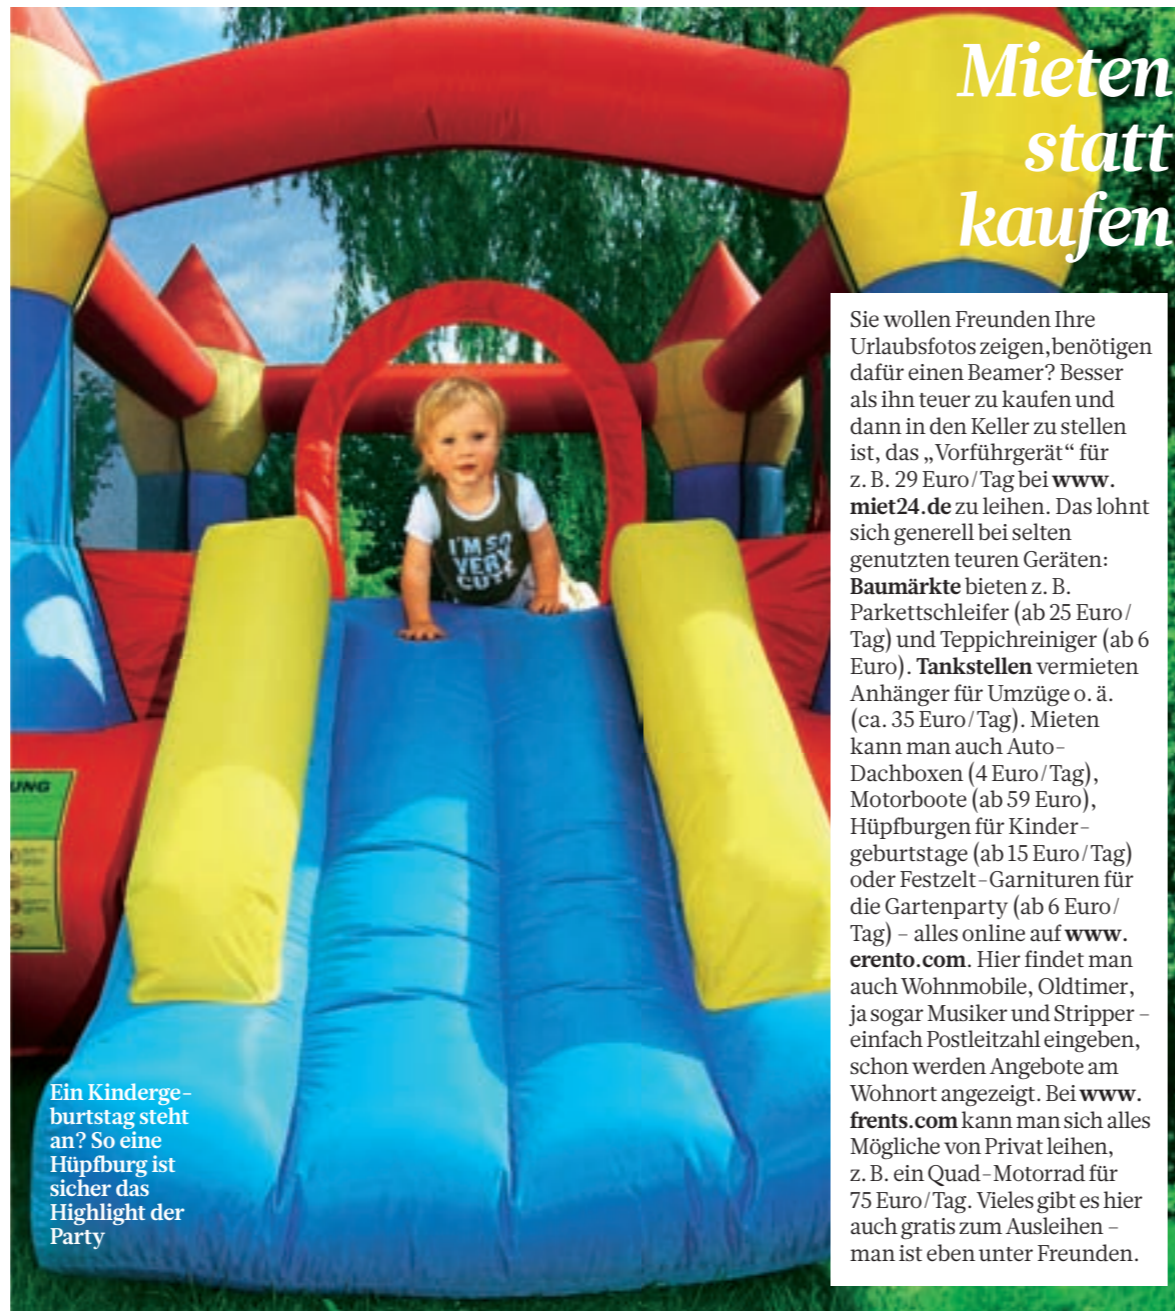 Mieten
statt
kaufen
Sie wollen Freunden Ihre
Urlaubsfotos zeigen, benötigen
dafür einen Beamer? Besser
als ihn teuer zu kaufen und
dann in den Keller zu stellen
ist, das „Vorführgerät“ für
z. B. 29 Euro/Tag bei www.
miet24.de zu leihen. Das lohnt
sich generell bei selten
genutzten teuren Geräten:
Baumärkte bieten z. B.
Parkettschleifer (ab 25 Euro/
Tag) und Teppichreiniger (ab 6
Euro). Tankstellen vermieten
Anhänger für Umzüge o. ä.
(ca. 35 Euro/Tag). Mieten
kann man auch Auto-
Dachboxen (4 Euro/Tag),
Motorboote (ab 59 Euro),
Hüpfburgen für Kinder-
geburtstage (ab 15 Euro/Tag)
oder Festzelt-Garnituren für
die Gartenparty (ab 6 Euro/
Tag) – alles online auf www.
erento.com. Hier findet man
auch Wohnmobile, Oldtimer,
ja sogar Musiker und Stripper –
einfach Postleitzahl eingeben,
schon werden Angebote am
Wohnort angezeigt. Bei www.
frents.com kann man sich alles
Mögliche von Privat leihen,
z. B. ein Quad-Motorrad für
75 Euro/Tag. Vieles gibt es hier
auch gratis zum Ausleihen –
man ist eben unter Freunden.
I'M SO
VERY
CUTE
UNG
Ein Kinderge-
burtstag steht
an? So eine
Hüpfburg ist
sicher das
Highlight der
Party